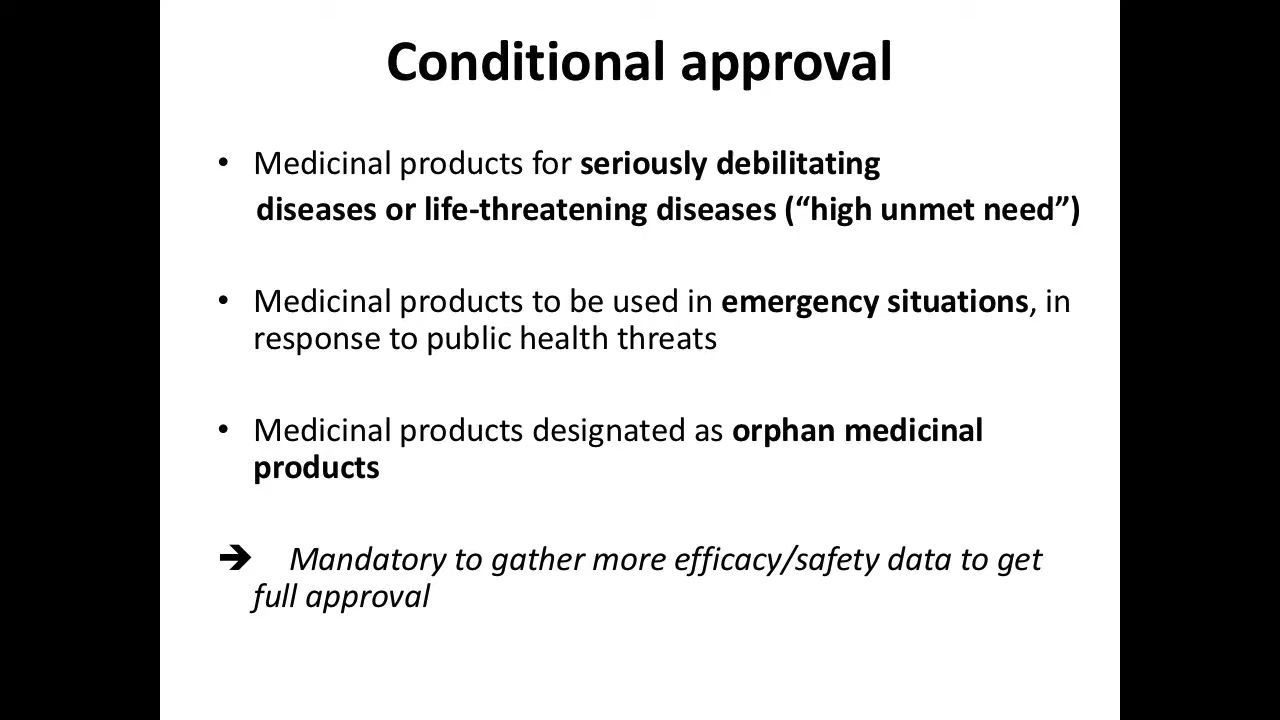 Conditional approval
• Medicinal products for seriously debilitating
diseases or life-threatening diseases (“high unmet need”)
• Medicinal products to be used in emergency situations, in
response to public health threats
• Medicinal products designated as orphan medicinal
products
➔ Mandatory to gather more efficacy/safety data to get
full approval